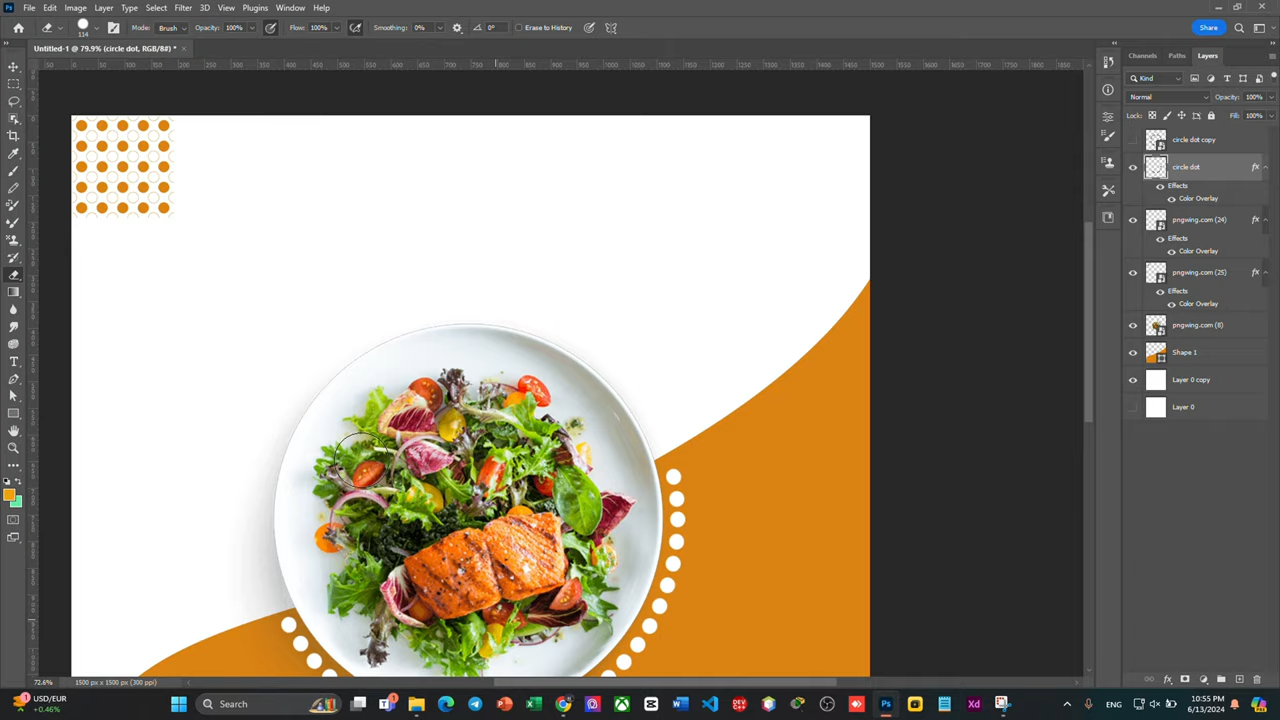 File Edit Image Layer Type Select Filter 3D View Plugins Window Help
114 Mode: Brush Opacity: 100% Flow: 100% Smoothing: 0% 0° Erase to History Share
Untitled-1 @ 79.9% (circle dot, RGB/8#) * ×
Channels Paths Layers
Kind
Normal Opacity: 100%
Lock: Fill: 100%
circle dot copy
circle dot fx
Effects
Color Overlay
pngwing.com (24) fx
Effects
Color Overlay
pngwing.com (25) fx
Effects
Color Overlay
pngwing.com (8)
Shape 1
Layer 0 copy
Layer 0
72.6% 1500 px x 1500 px (300 ppi)
USD/EUR
+0.46%
Search
10:55 PM
6/13/2024